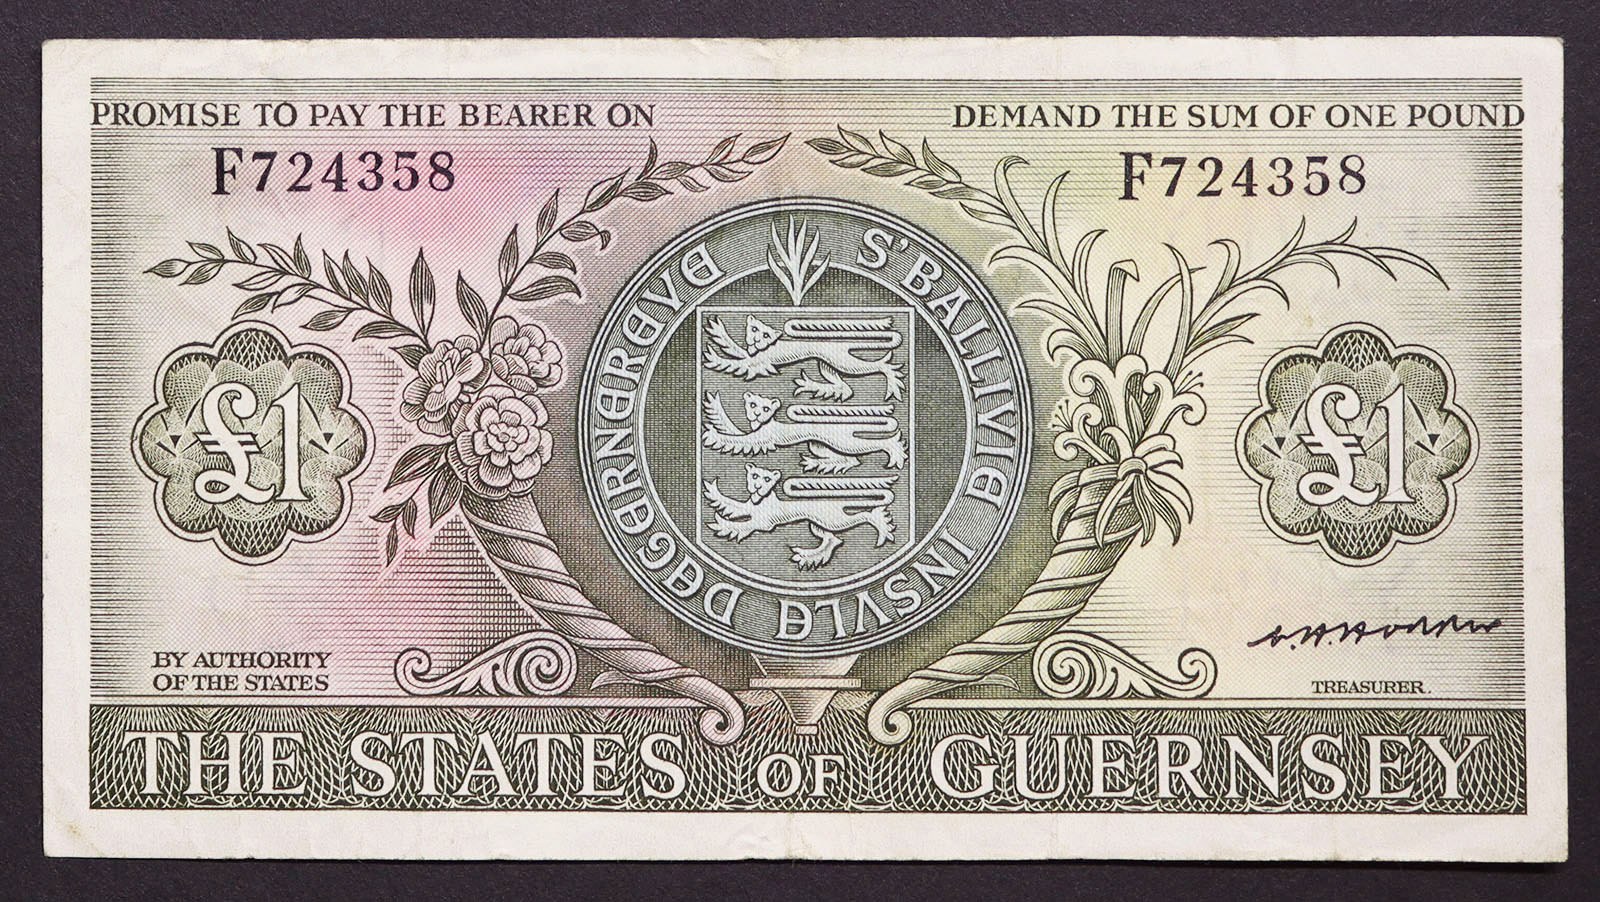 PROMISE TO PAY THE BEARER ON DEMAND THE SUM OF ONE POUND
F724358 F724358
S'BALLIVIE INSVLE DEGERNEREYE
£1 £1
BY AUTHORITY
OF THE STATES
TREASURER.
THE STATES OF GUERNSEY